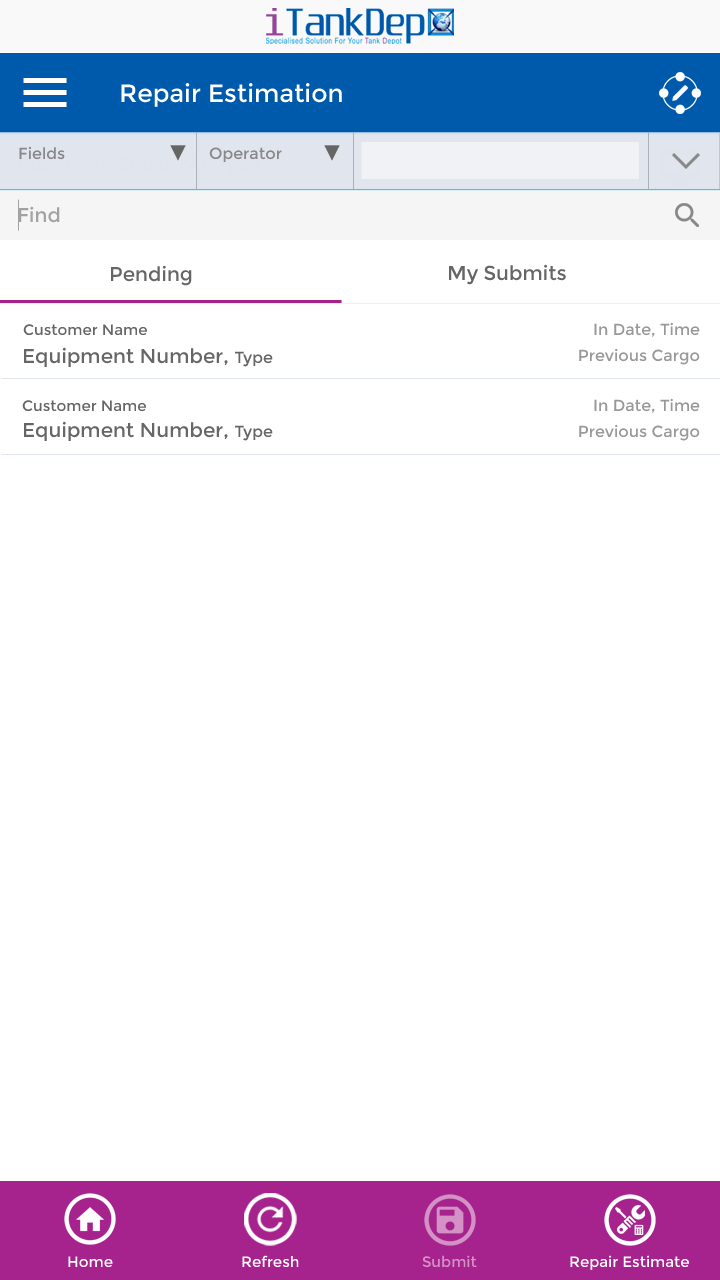 iTankDepo
Specialised Solution For Your Tank Depot
Repair Estimation
Fields
Operator
Find
Pending
My Submits
Customer Name
In Date, Time
Equipment Number, Type
Previous Cargo
Customer Name
In Date, Time
Equipment Number, Type
Previous Cargo
Home
Refresh
Submit
Repair Estimate